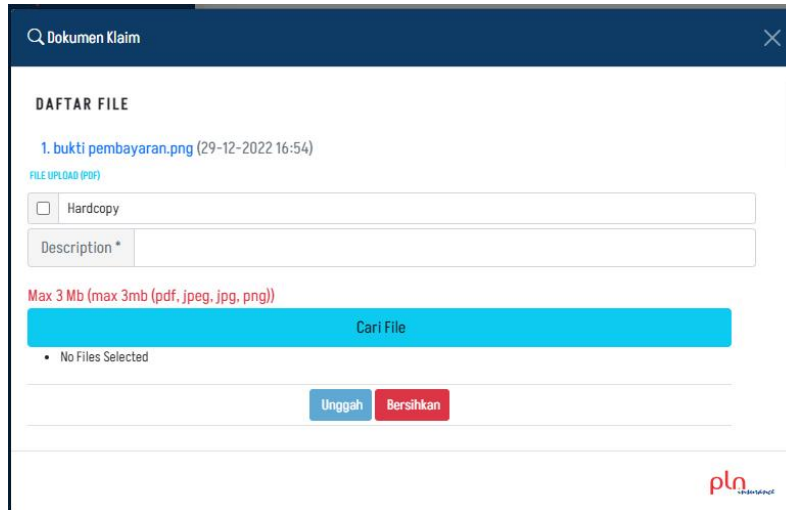 Dokumen Klaim
DAFTAR FILE
1. bukti pembayaran.png (29-12-2022 16:54)
FILE UPLOAD (PDF)
Hardcopy
Description *
Max 3 Mb (max 3mb (pdf, jpeg, jpg, png))
Cari File
• No Files Selected
Unggah Bersihkan
pln